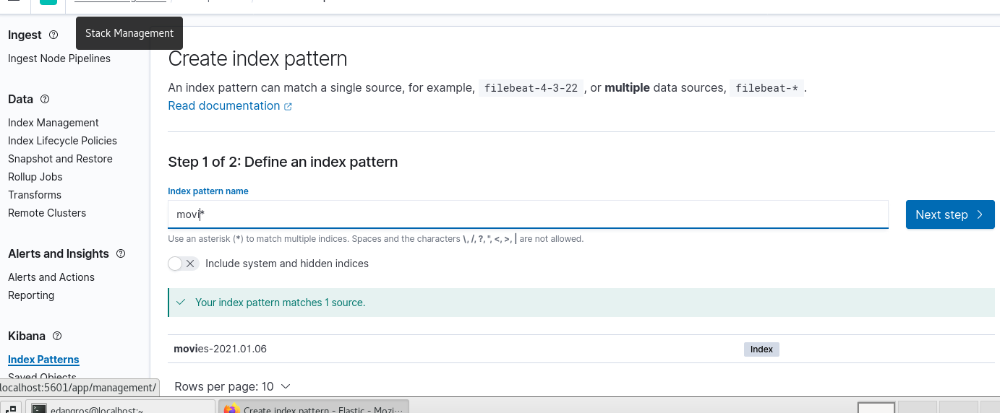 Stack Management
Ingest
Ingest Node Pipelines
Data
Index Management
Index Lifecycle Policies
Snapshot and Restore
Rollup Jobs
Transforms
Remote Clusters
Alerts and Insights
Alerts and Actions
Reporting
Kibana
Index Patterns
Saved Objects
localhost:5601/app/management/
Create index pattern
An index pattern can match a single source, for example, filebeat-4-3-22 , or multiple data sources, filebeat-* .
Read documentation
Step 1 of 2: Define an index pattern
Index pattern name
movi*
Next step
Use an asterisk (*) to match multiple indices. Spaces and the characters \, /, ?, ", <, >, | are not allowed.
Include system and hidden indices
Your index pattern matches 1 source.
movies-2021.01.06 Index
Rows per page: 10
edangros@localhost:~
Create index pattern - Elastic - Mozi...